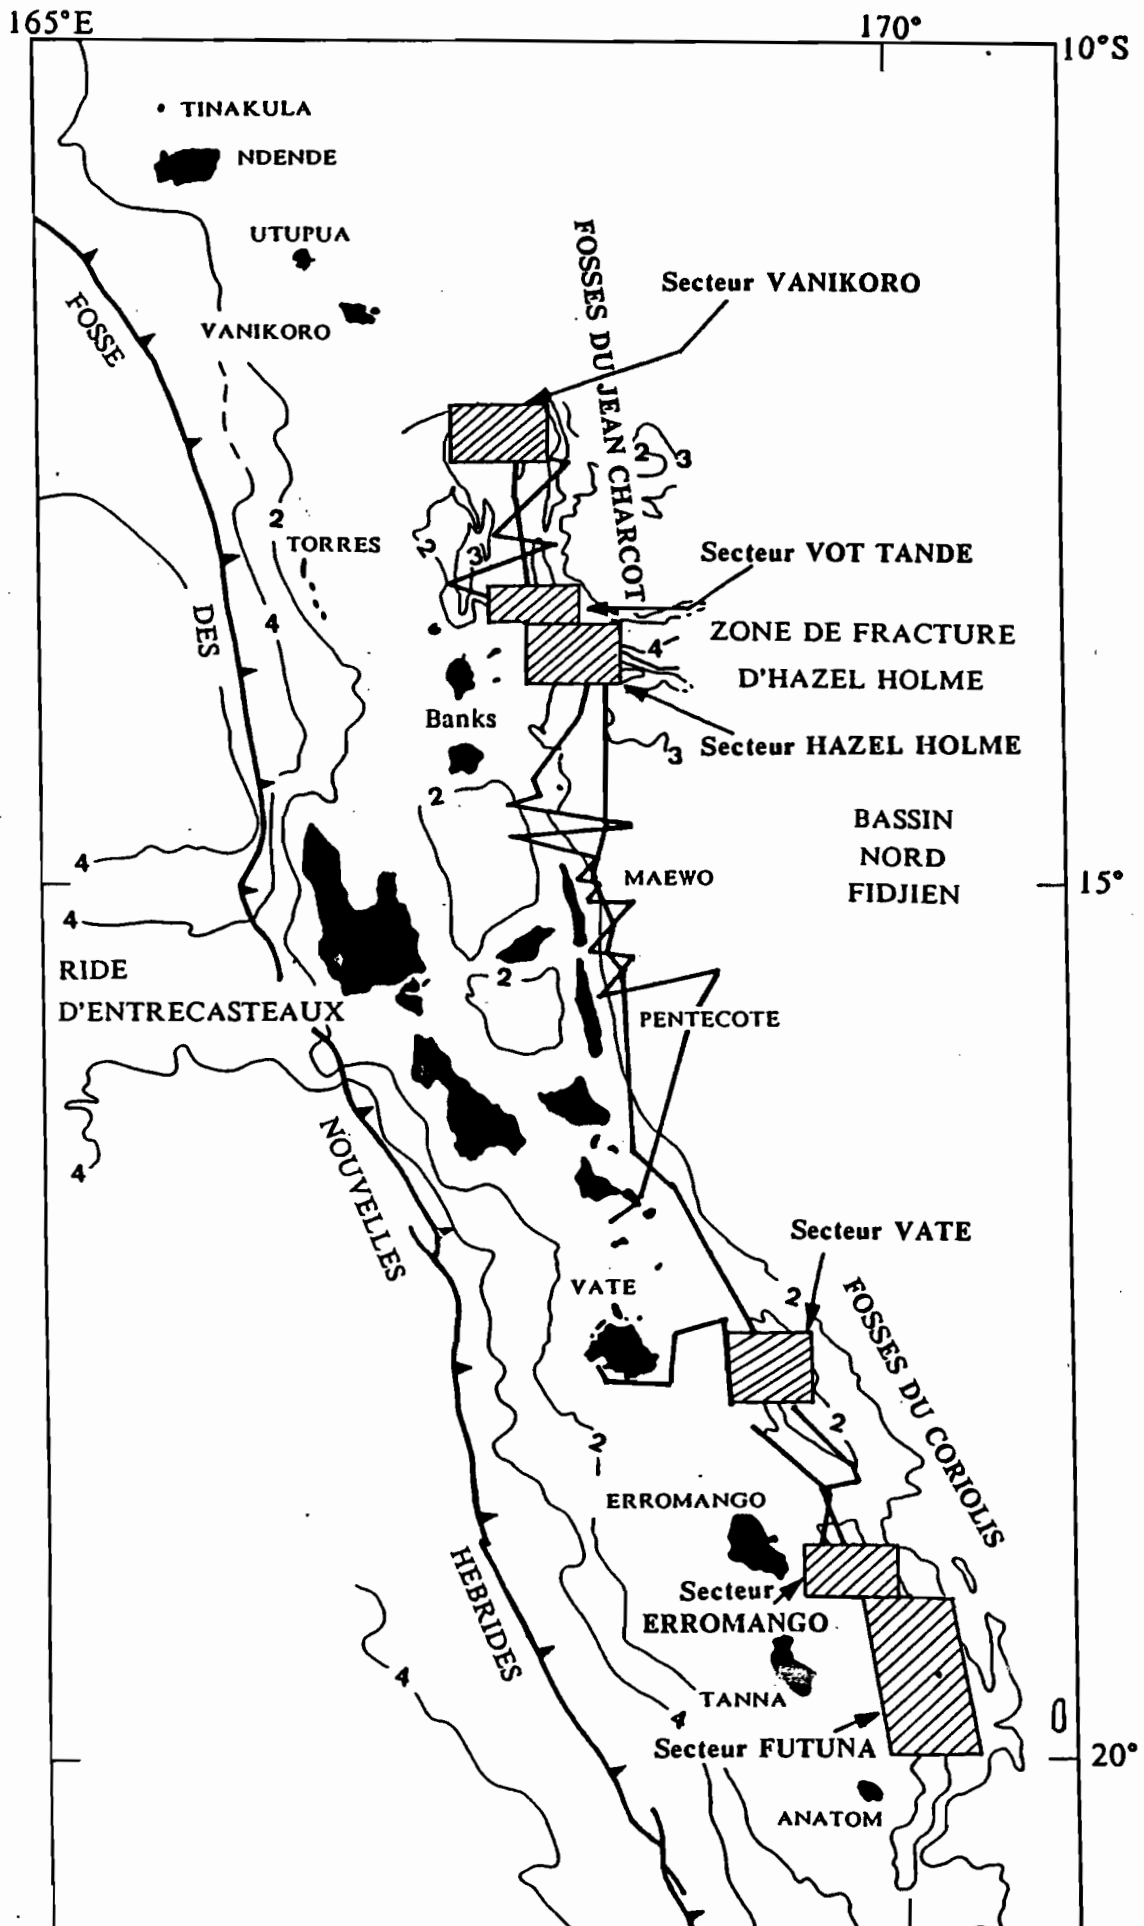 165°E
170°
10°S
TINAKULA
NDENDE
UTUPUA
VANIKORO
FOSSE
DES
NOUVELLES
HEBRIDES
FOSSES DU JEAN CHARCOT
Secteur VANIKORO
2
3
2
TORRES
2
3
Secteur VOT TANDE
4
ZONE DE FRACTURE
4
D'HAZEL HOLME
Banks
Secteur HAZEL HOLME
3
2
BASSIN
NORD
FIDJIEN
4
MAEWO
15°
4
RIDE
2
D'ENTRECASTEAUX
PENTECOTE
4
Secteur VATE
VATE
2
FOSSES DU CORIOLIS
2
2
ERROMANGO
Secteur
ERROMANGO
4
TANNA
4
Secteur FUTUNA
20°
ANATOM